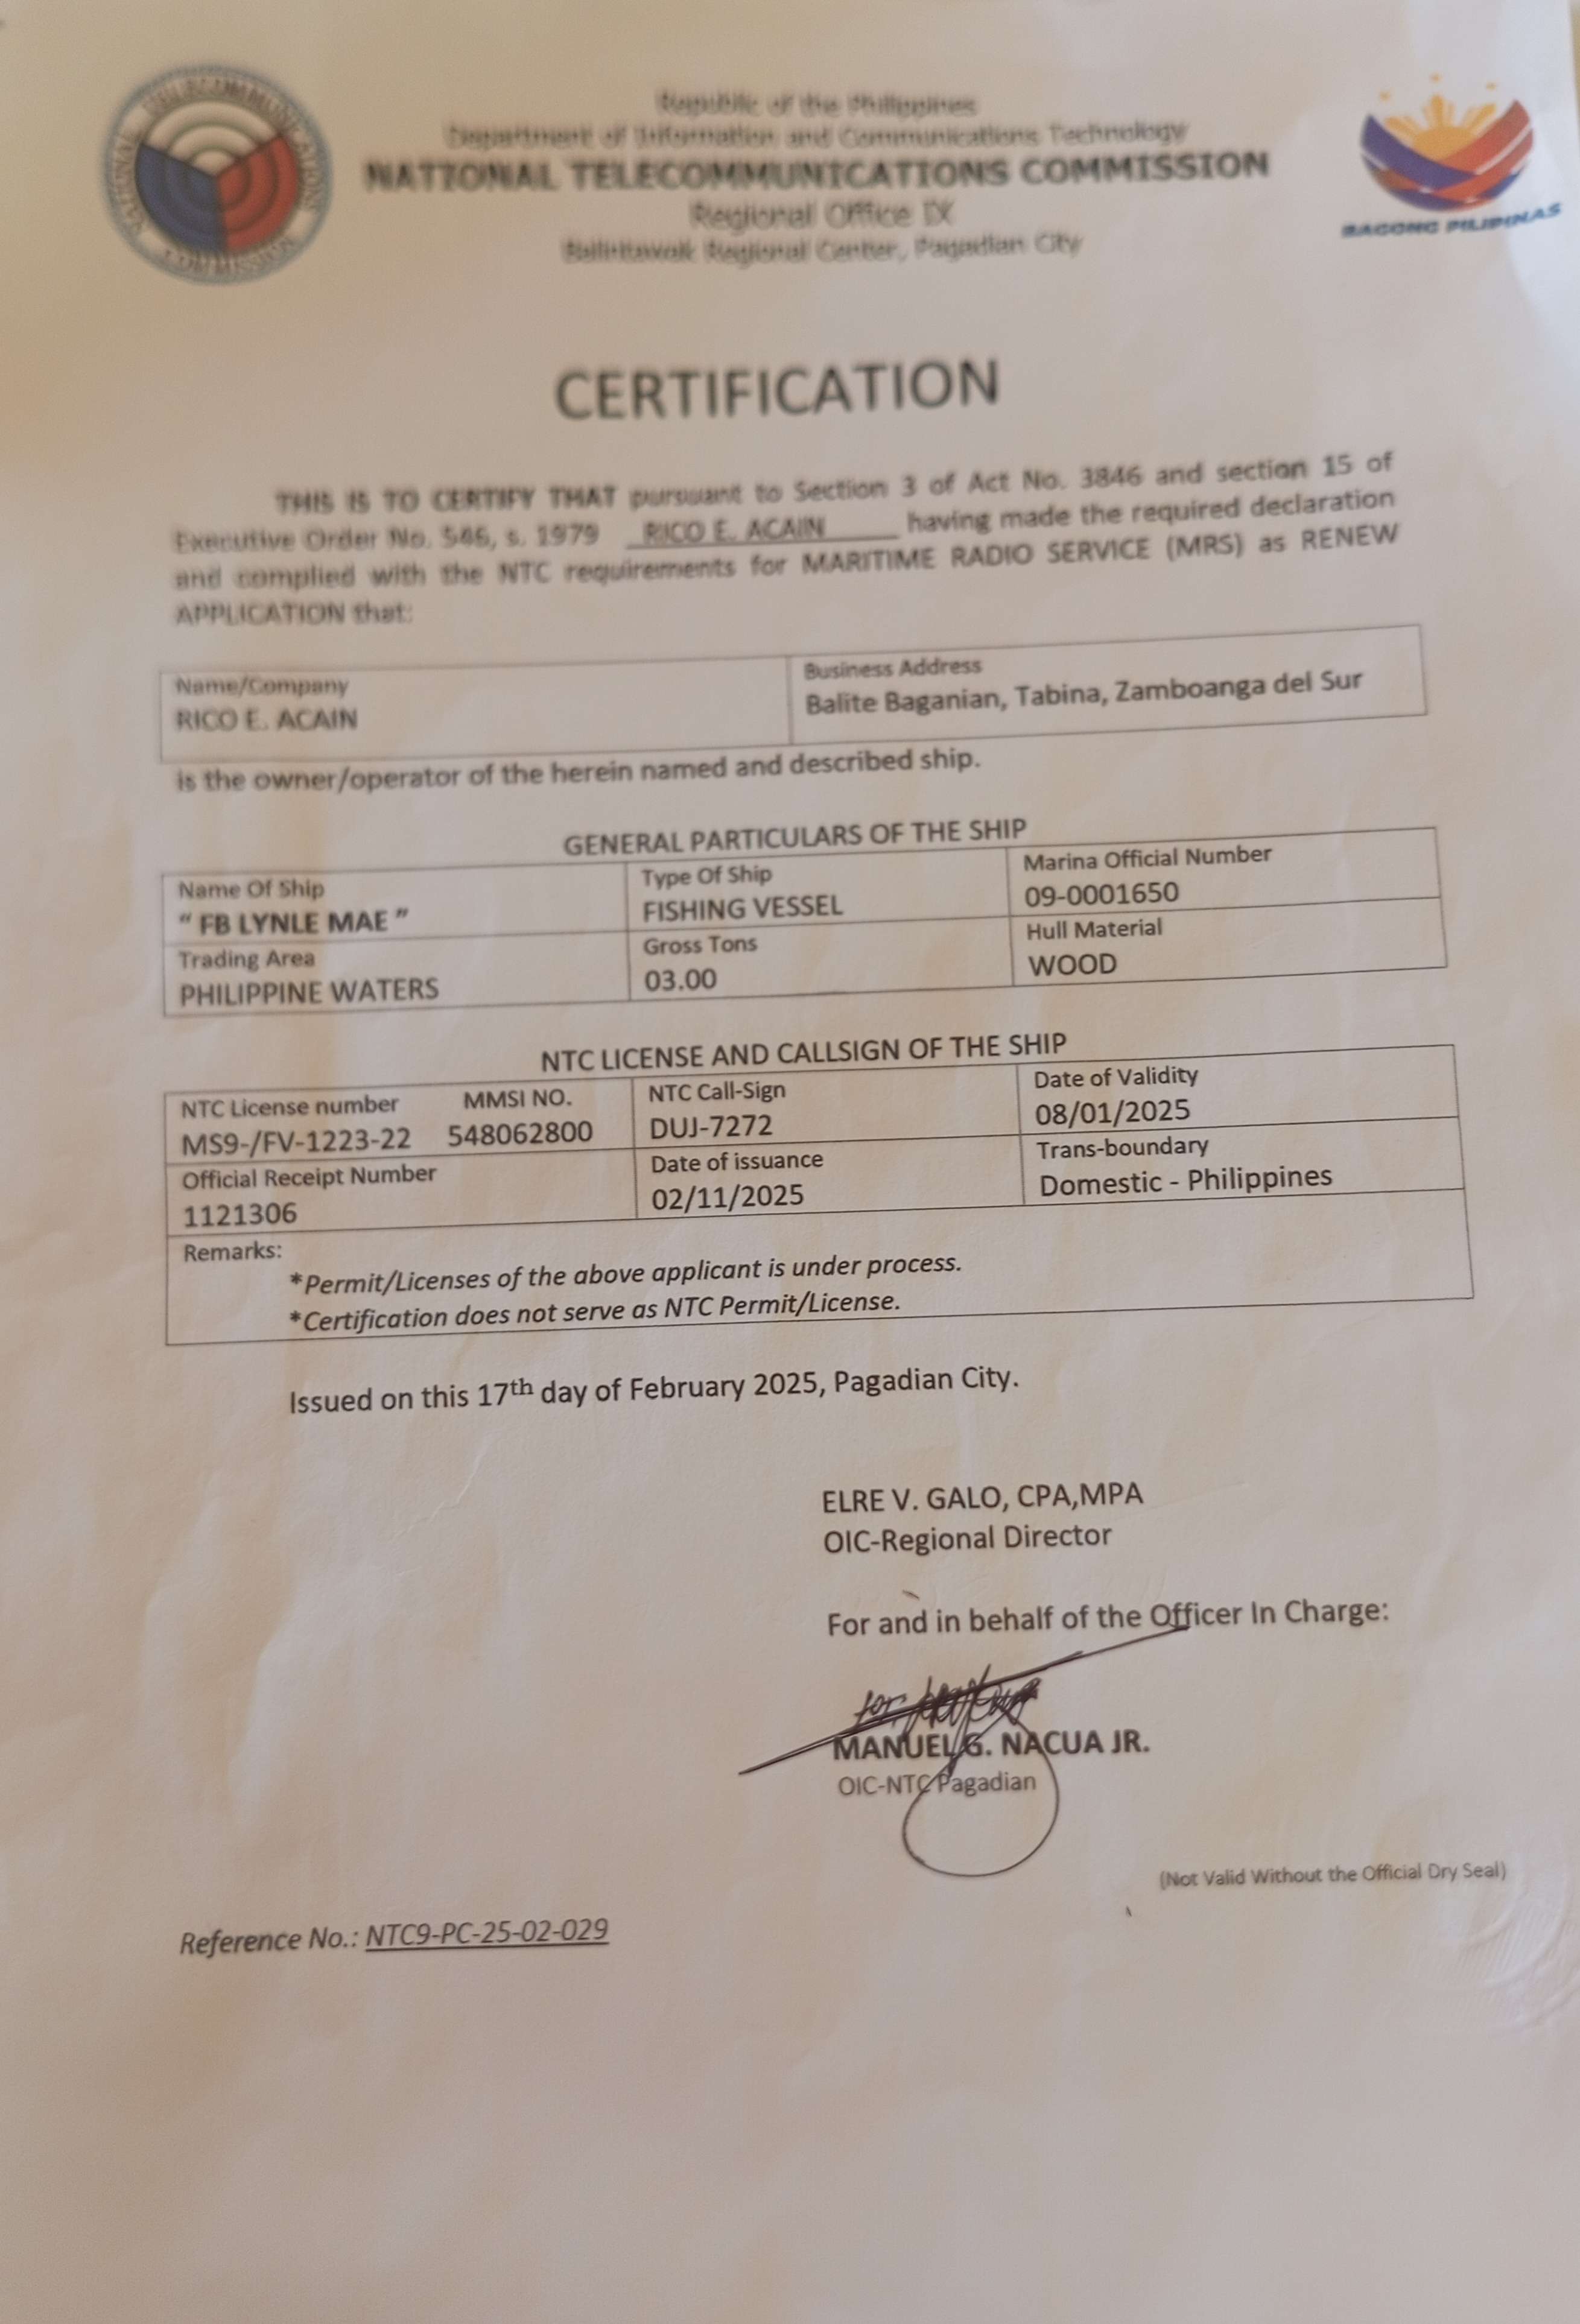 NATIONAL TELECOMMUNICATIONS COMMISSION
Republic of the Philippines
Department of Information and Communications Technology
NATIONAL TELECOMMUNICATIONS COMMISSION
Regional Office IX
Balintawak Regional Center, Pagadian City
BAGONG PILIPINAS
CERTIFICATION
THIS IS TO CERTIFY THAT pursuant to Section 3 of Act No. 3846 and section 15 of
Executive Order No. 546, s. 1979 RICO E. ACAIN having made the required declaration
and complied with the NTC requirements for MARITIME RADIO SERVICE (MRS) as RENEW
APPLICATION that:
Name/Company
RICO E. ACAIN
Business Address
Balite Baganian, Tabina, Zamboanga del Sur
is the owner/operator of the herein named and described ship.
GENERAL PARTICULARS OF THE SHIP
Name Of Ship
“ FB LYNLE MAE ”
Type Of Ship
FISHING VESSEL
Marina Official Number
09-0001650
Trading Area
PHILIPPINE WATERS
Gross Tons
03.00
Hull Material
WOOD
NTC LICENSE AND CALLSIGN OF THE SHIP
NTC License number MMSI NO.
MS9-/FV-1223-22 548062800
NTC Call-Sign
DUJ-7272
Date of Validity
08/01/2025
Official Receipt Number
1121306
Date of issuance
02/11/2025
Trans-boundary
Domestic - Philippines
Remarks:
*Permit/Licenses of the above applicant is under process.
*Certification does not serve as NTC Permit/License.
Issued on this 17th day of February 2025, Pagadian City.
ELRE V. GALO, CPA,MPA
OIC-Regional Director
For and in behalf of the Officer In Charge:
for:
MANUEL G. NACUA JR.
OIC-NTC Pagadian
(Not Valid Without the Official Dry Seal)
Reference No.: NTC9-PC-25-02-029